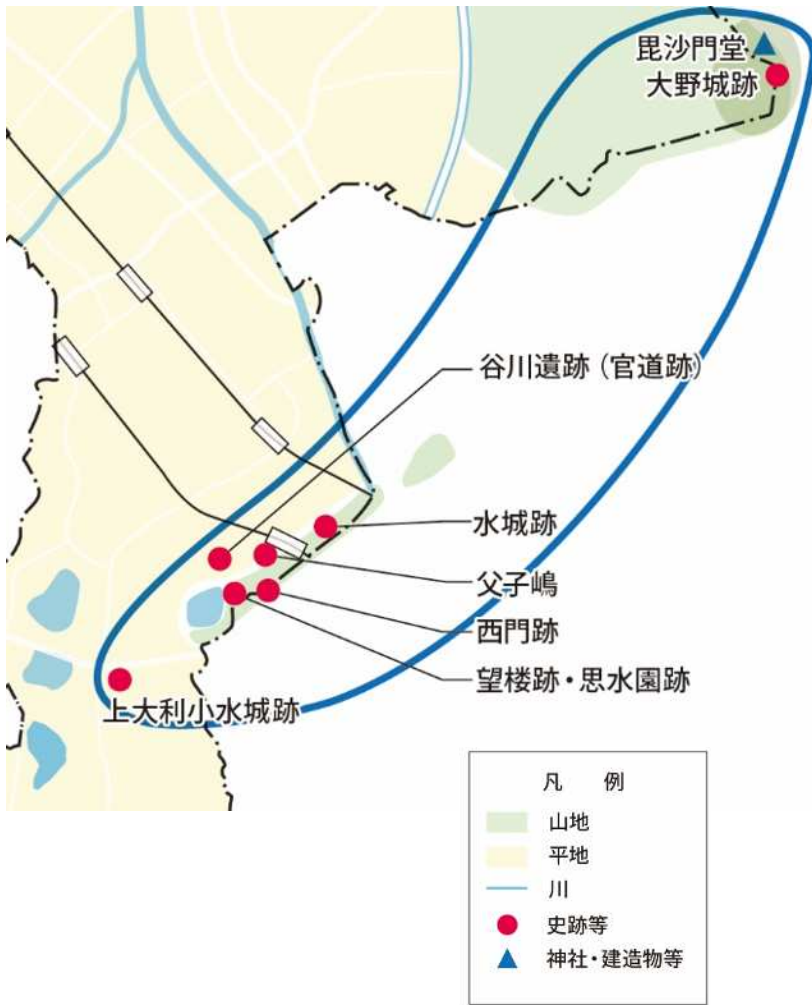 毘沙門堂
大野城跡
谷川遺跡（官道跡）
水城跡
父子嶋
西門跡
望楼跡・思水園跡
上大利小水城跡
凡　例
山地
平地
川
史跡等
神社・建造物等